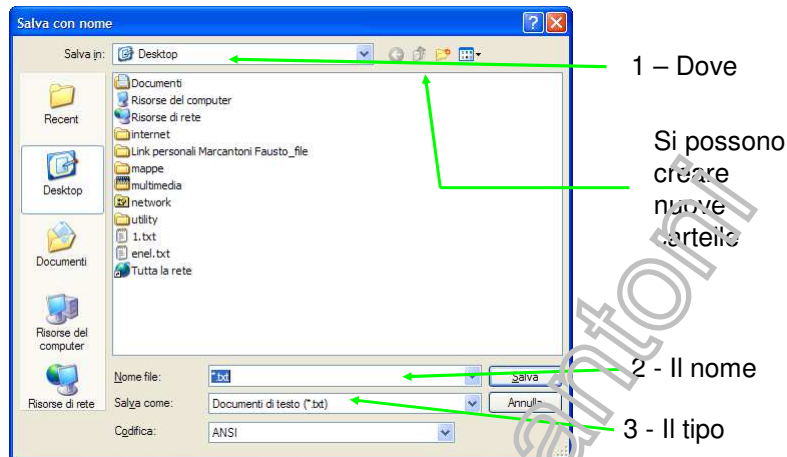 Salva con nome
Salva in:
Desktop
Recent
Desktop
Documenti
Risorse del
computer
Risorse di rete
Documenti
Risorse del computer
Risorse di rete
internet
Link personali Marcantoni Fausto_file
mappe
multimedia
network
utility
1.txt
enel.txt
Tutta la rete
Nome file:
*.txt
Salva
Salva come:
Documenti di testo (*.txt)
Annulla
Codifica:
ANSI
1 – Dove
Si possono
creare
nuove
cartelle
2 - Il nome
3 - Il tipo
antoni